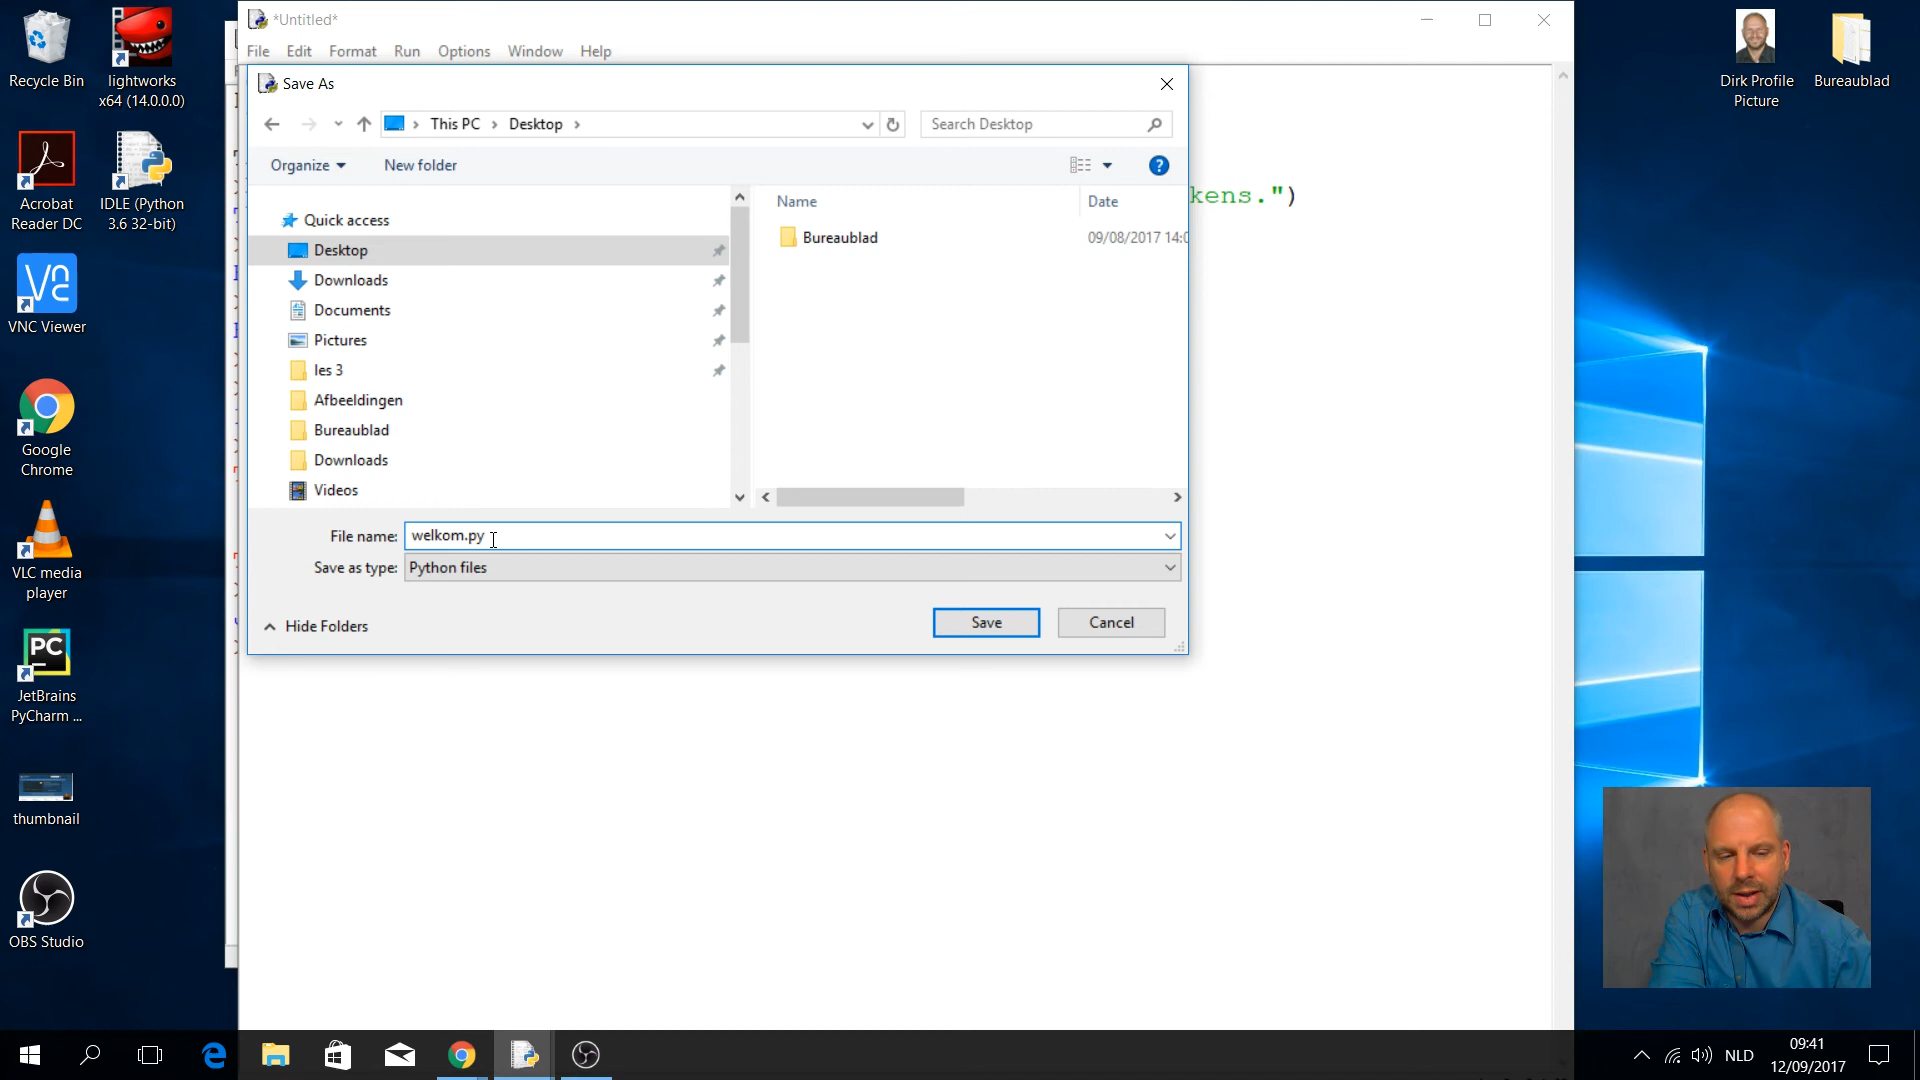 Recycle Bin
lightworks
x64 (14.0.0.0)
Acrobat
Reader DC
IDLE (Python
3.6 32-bit)
VNC Viewer
Google
Chrome
VLC media
player
PC
JetBrains
PyCharm ...
thumbnail
OBS Studio
*Untitled*
File Edit Format Run Options Window Help
Save As
This PC > Desktop >
Search Desktop
Organize New folder
Quick access
Desktop
Downloads
Documents
Pictures
les 3
Afbeeldingen
Bureaublad
Downloads
Videos
Name Date
Bureaublad 09/08/2017 14:0
File name: welkom.py
Save as type: Python files
Hide Folders
Save Cancel
kens.")
Dirk Profile
Picture
Bureaublad
NLD
09:41
12/09/2017